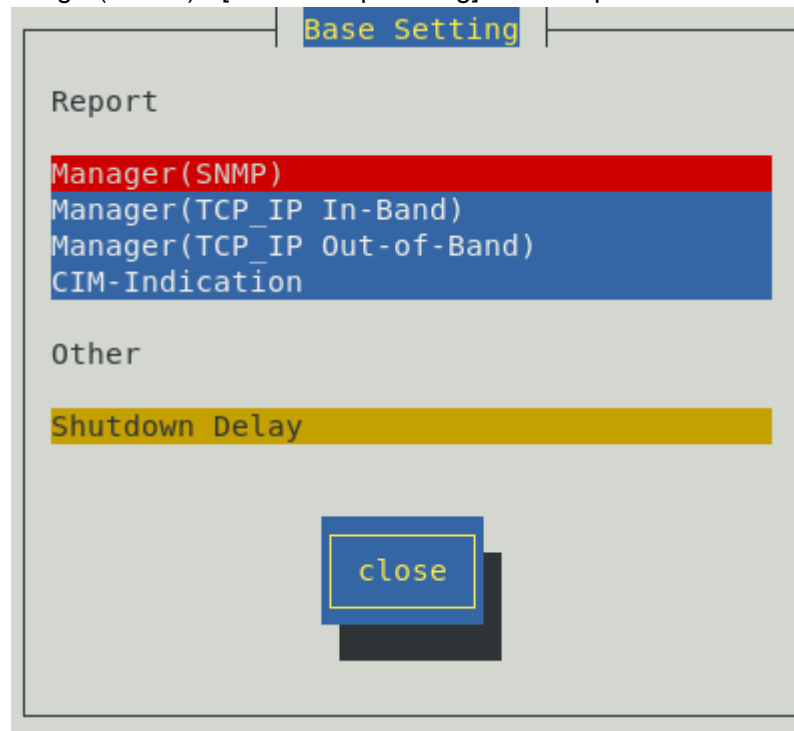 Base Setting
Report
Manager(SNMP)
Manager(TCP_IP In-Band)
Manager(TCP_IP Out-of-Band)
CIM-Indication
Other
Shutdown Delay
close